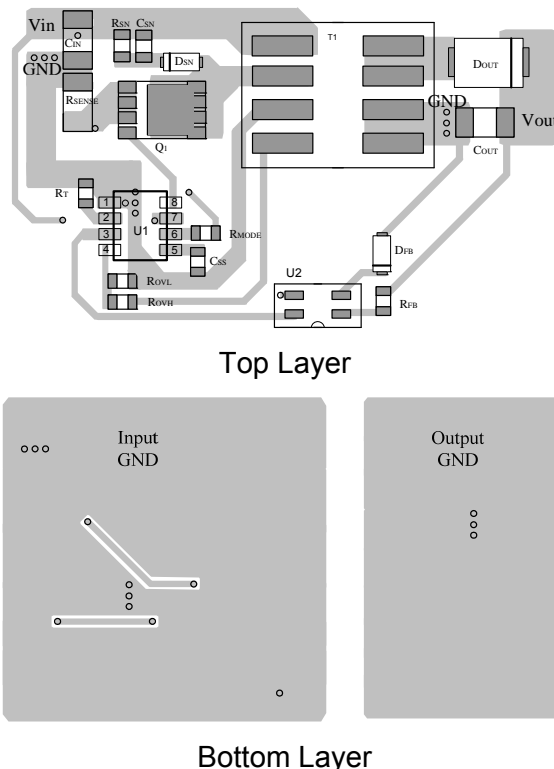 Vin
RSN CSN
T1
CIN
GND
DSN
DOUT
RSENSE
GND
Vout
Q1
COUT
RT
1 8
2 7
U1
3 6
RMODE
4 5
DFB
CSS
U2
ROVL
ROVH
RFB
Top Layer
Input
GND
Output
GND
Bottom Layer